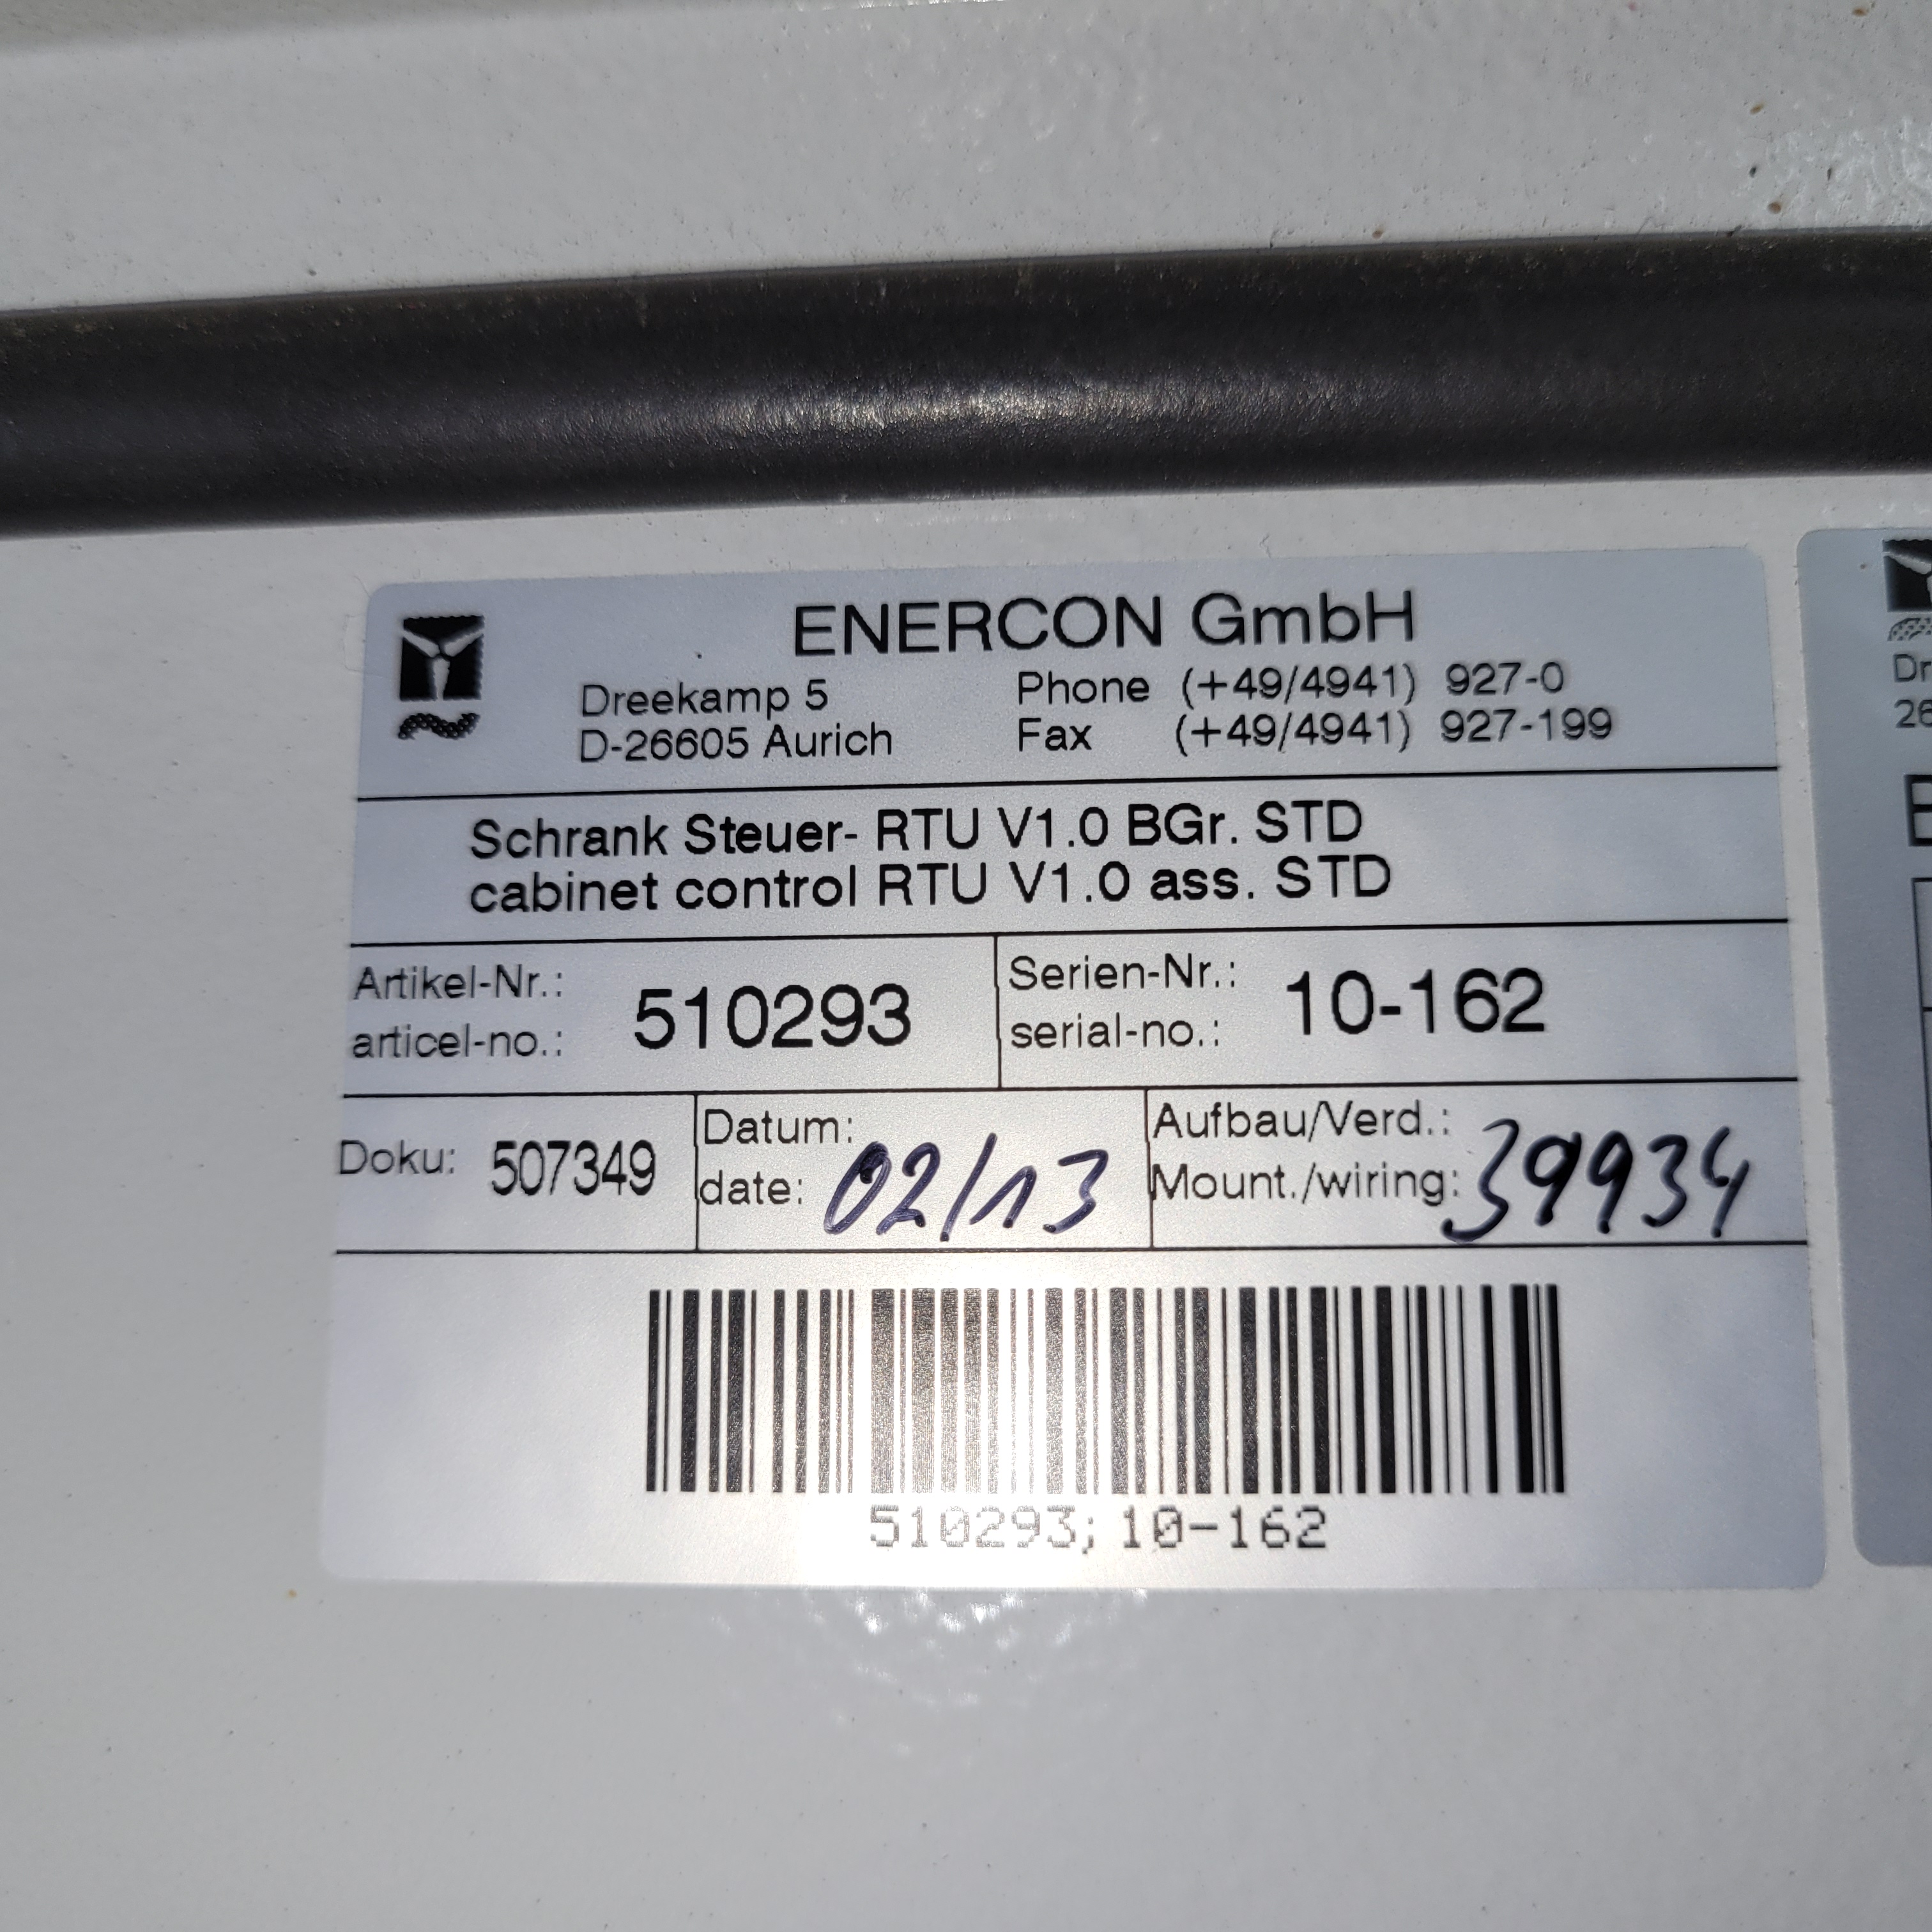 ENERCON GmbH
Dreekamp 5 Phone (+49/4941) 927-0
D-26605 Aurich Fax (+49/4941) 927-199
Schrank Steuer- RTU V1.0 BGr. STD
cabinet control RTU V1.0 ass. STD
Artikel-Nr.: 510293 Serien-Nr.: 10-162
articel-no.: serial-no.:
Doku: 507349 Datum: 02/13 Aufbau/Verd.: 39934
date: Mount./wiring:
510293; 10-162
Dr
26